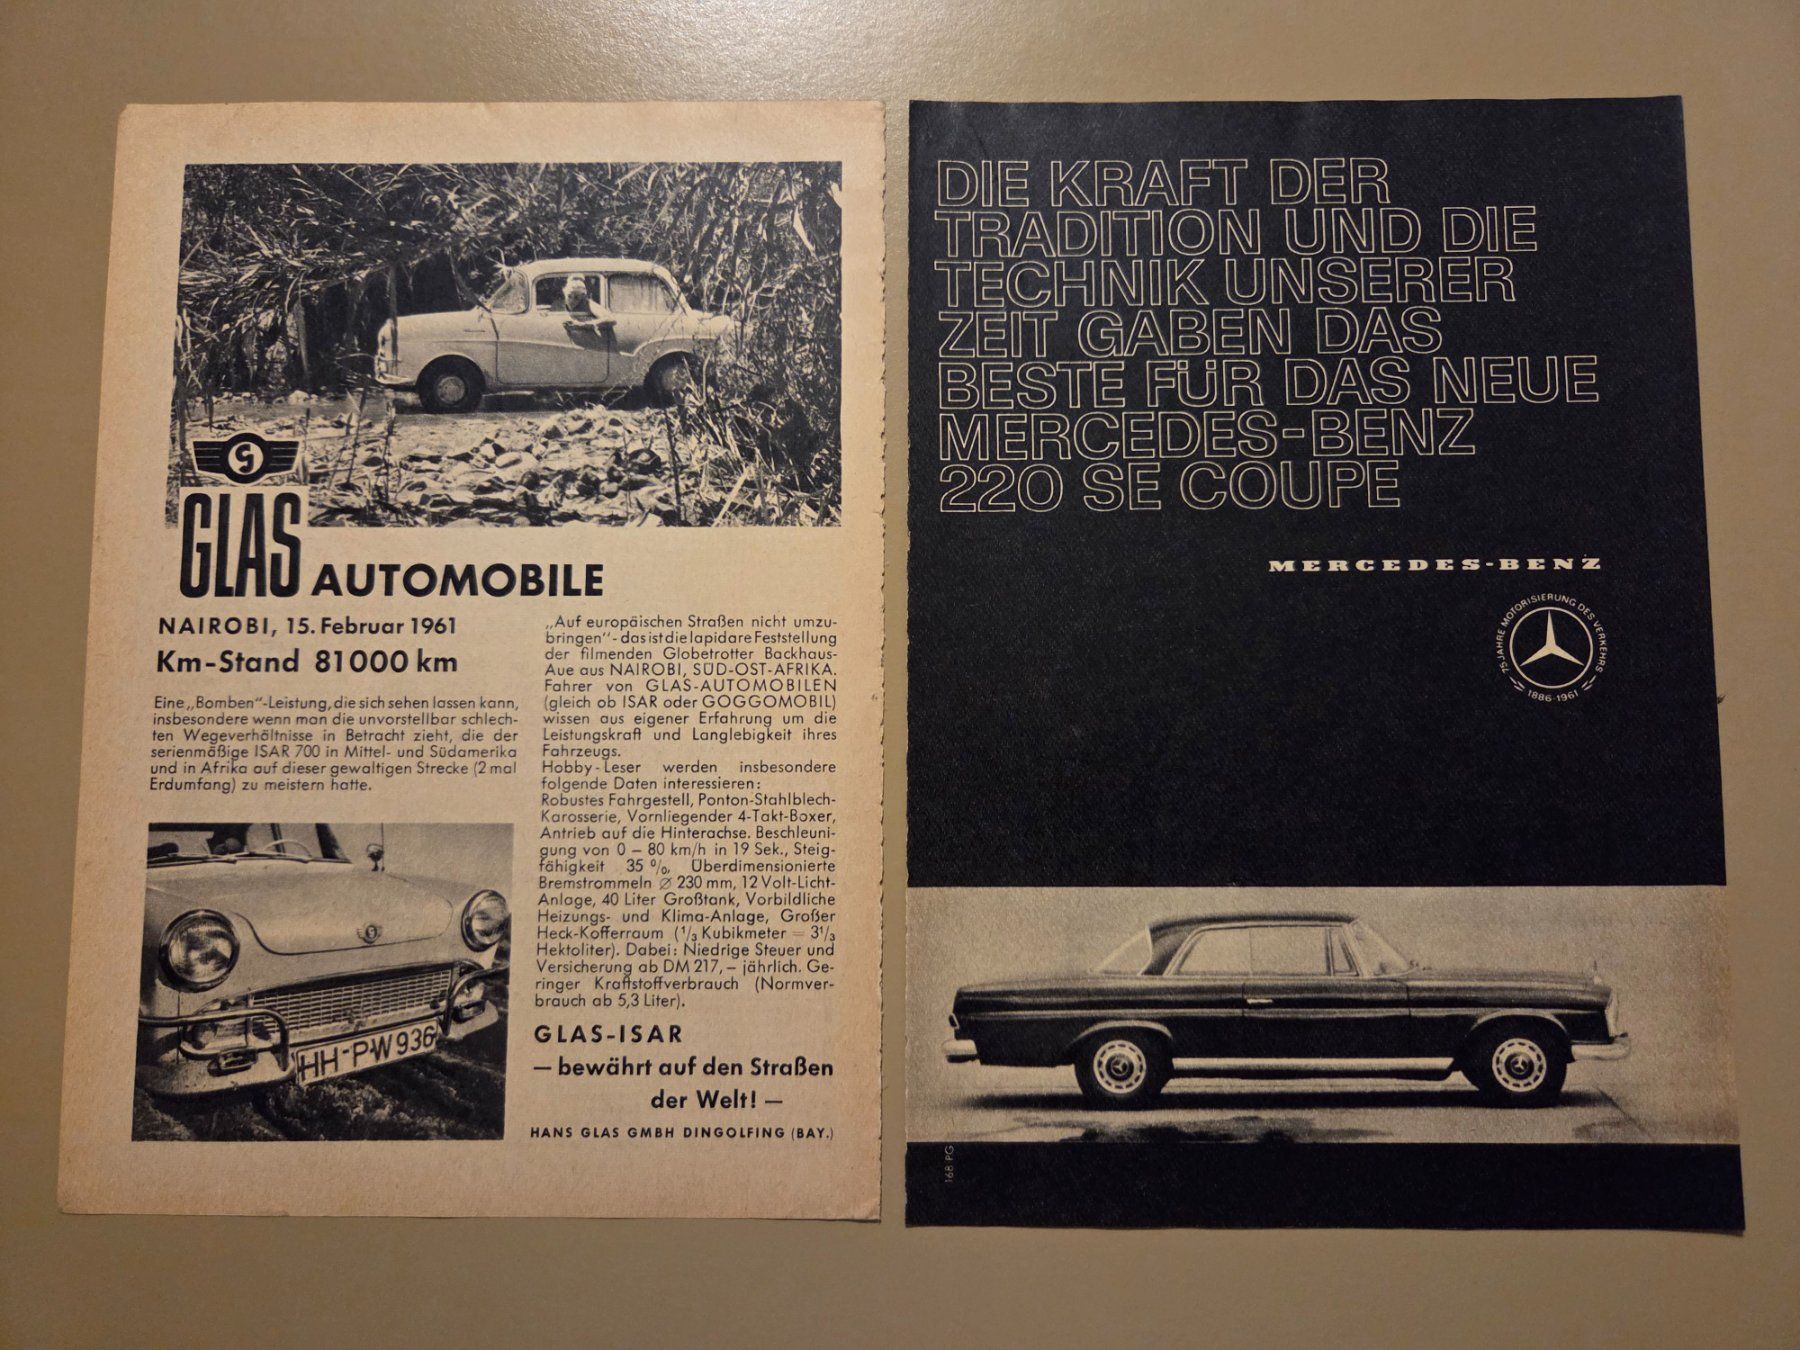 GLAS AUTOMOBILE
NAIROBI, 15. Februar 1961
Km-Stand 81000 km
Eine „Bomben“-Leistung, die sich sehen lassen kann,
insbesondere wenn man die unvorstellbar schlech-
ten Wegeverhältnisse in Betracht zieht, die der
serienmäßige ISAR 700 in Mittel- und Südamerika
und in Afrika auf dieser gewaltigen Strecke (2 mal
Erdumfang) zu meistern hatte.
HH-PW 936
„Auf europäischen Straßen nicht umzu-
bringen“ - das ist die lapidare Feststellung
der filmenden Globetrotter Backhaus-
Aue aus NAIROBI, SÜD-OST-AFRIKA.
Fahrer von GLAS-AUTOMOBILEN
(gleich ob ISAR oder GOGGOMOBIL)
wissen aus eigener Erfahrung um die
Leistungskraft und Langlebigkeit ihres
Fahrzeugs.
Hobby-Leser werden insbesondere
folgende Daten interessieren:
Robustes Fahrgestell, Ponton-Stahlblech-
Karosserie, Vornliegender 4-Takt-Boxer,
Antrieb auf die Hinterachse. Beschleuni-
gung von 0 – 80 km/h in 19 Sek., Steig-
fähigkeit 35 %, Überdimensionierte
Bremstrommeln ⌀ 230 mm, 12 Volt-Licht-
Anlage, 40 Liter Großtank, Vorbildliche
Heizungs- und Klima-Anlage, Großer
Heck-Kofferraum (1/3 Kubikmeter = 3 1/3
Hektoliter). Dabei: Niedrige Steuer und
Versicherung ab DM 217,– jährlich. Ge-
ringer Kraftstoffverbrauch (Normver-
brauch ab 5,3 Liter).
GLAS-ISAR
– bewährt auf den Straßen
der Welt! –
HANS GLAS GMBH DINGOLFING (BAY.)
DIE KRAFT DER
TRADITION UND DIE
TECHNIK UNSERER
ZEIT GABEN DAS
BESTE FÜR DAS NEUE
MERCEDES-BENZ
220 SE COUPE
MERCEDES-BENZ
75 JAHRE MOTORISIERUNG DES VERKEHRS
1886-1961
168 PG